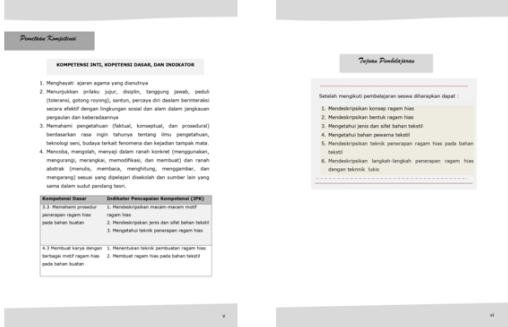 Pemetaan Kompetensi
KOMPETENSI INTI, KOPETENSI DASAR, DAN INDIKATOR
1. Menghayati ajaran agama yang dianutnya
2. Menunjukkan prilaku jujur, disiplin, tanggung jawab, peduli
(toleransi, gotong royong), santun, percaya diri daslam berinteraksi
secara efektif dengan lingkungan sosial dan alam dalam jangkauan
pergaulan dan keberadaannya
3. Memahami pengetahuan (faktual, konseptual, dan prosedural)
berdasarkan rasa ingin tahunya tentang ilmu pengetahuan,
teknologi seni, budaya terkait fenomena dan kejadian tampak mata.
4. Mencoba, mengolah, menyaji dalam ranah konkret (menggunakan,
mengurangi, merangkai, memodifikasi, dan membuat) dan ranah
abstrak (menulis, membaca, menghitung, menggambar, dan
mengarang) sesuai yang dipelajari disekolah dan sumber lain yang
sama dalam sudut pandang teori.
Kompetensi Dasar Indikator Pencapaian Kompetensi (IPK)
3.3 Memahami prosedur 1. Mendeskripsikan macam-macam motif
penerapan ragam hias ragam hias
pada bahan buatan 2. Mendeskripsikan jenis dan sifat bahan tekstil
3. Mengetahui teknik penerapan ragam hias
4.3 Membuat karya dengan 1. Menentukan teknik pembuatan ragam hias
berbagai motif ragam hias 2. Membuat ragam hias pada bahan tekstil
pada bahan buatan
v
Tujuan Pembelajaran
Setelah mengikuti pembelajaran seswa diharapkan dapat :
1. Mendeskripsikan konsep ragam hias
2. Mendeskripsikan bentuk ragam hias
3. Mengetahui jenis dan sifat bahan tekstil
4. Mengetahui bahan pewarna tekstil
5. Mendeskripsikan teknik penerapan ragam hias pada bahan
tekstil
6. Mendeskripsikan langkah-langkah penerapan ragam hias
dengan teknnik lukis
vi